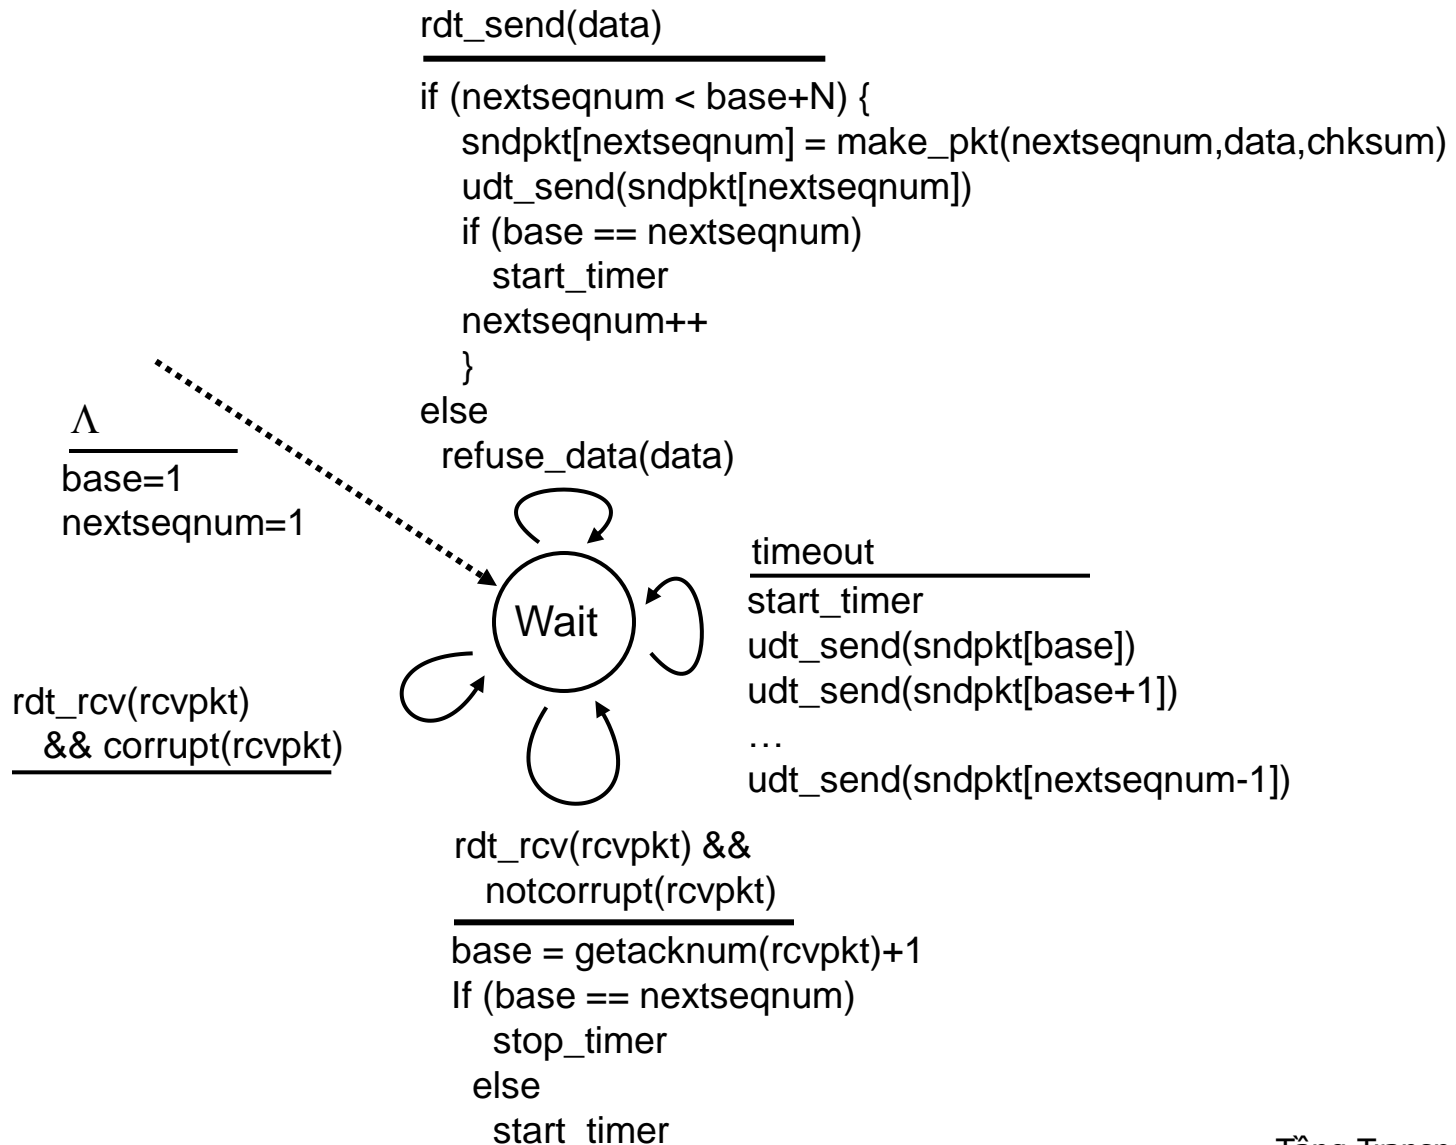 rdt_send(data)
if (nextseqnum < base+N) {
sndpkt[nextseqnum] = make_pkt(nextseqnum,data,chksum)
udt_send(sndpkt[nextseqnum])
if (base == nextseqnum)
start_timer
nextseqnum++
}
else
refuse_data(data)
Λ
base=1
nextseqnum=1
Wait
timeout
start_timer
udt_send(sndpkt[base])
udt_send(sndpkt[base+1])
…
udt_send(sndpkt[nextseqnum-1])
rdt_rcv(rcvpkt)
&& corrupt(rcvpkt)
rdt_rcv(rcvpkt) &&
notcorrupt(rcvpkt)
base = getacknum(rcvpkt)+1
If (base == nextseqnum)
stop_timer
else
start_timer